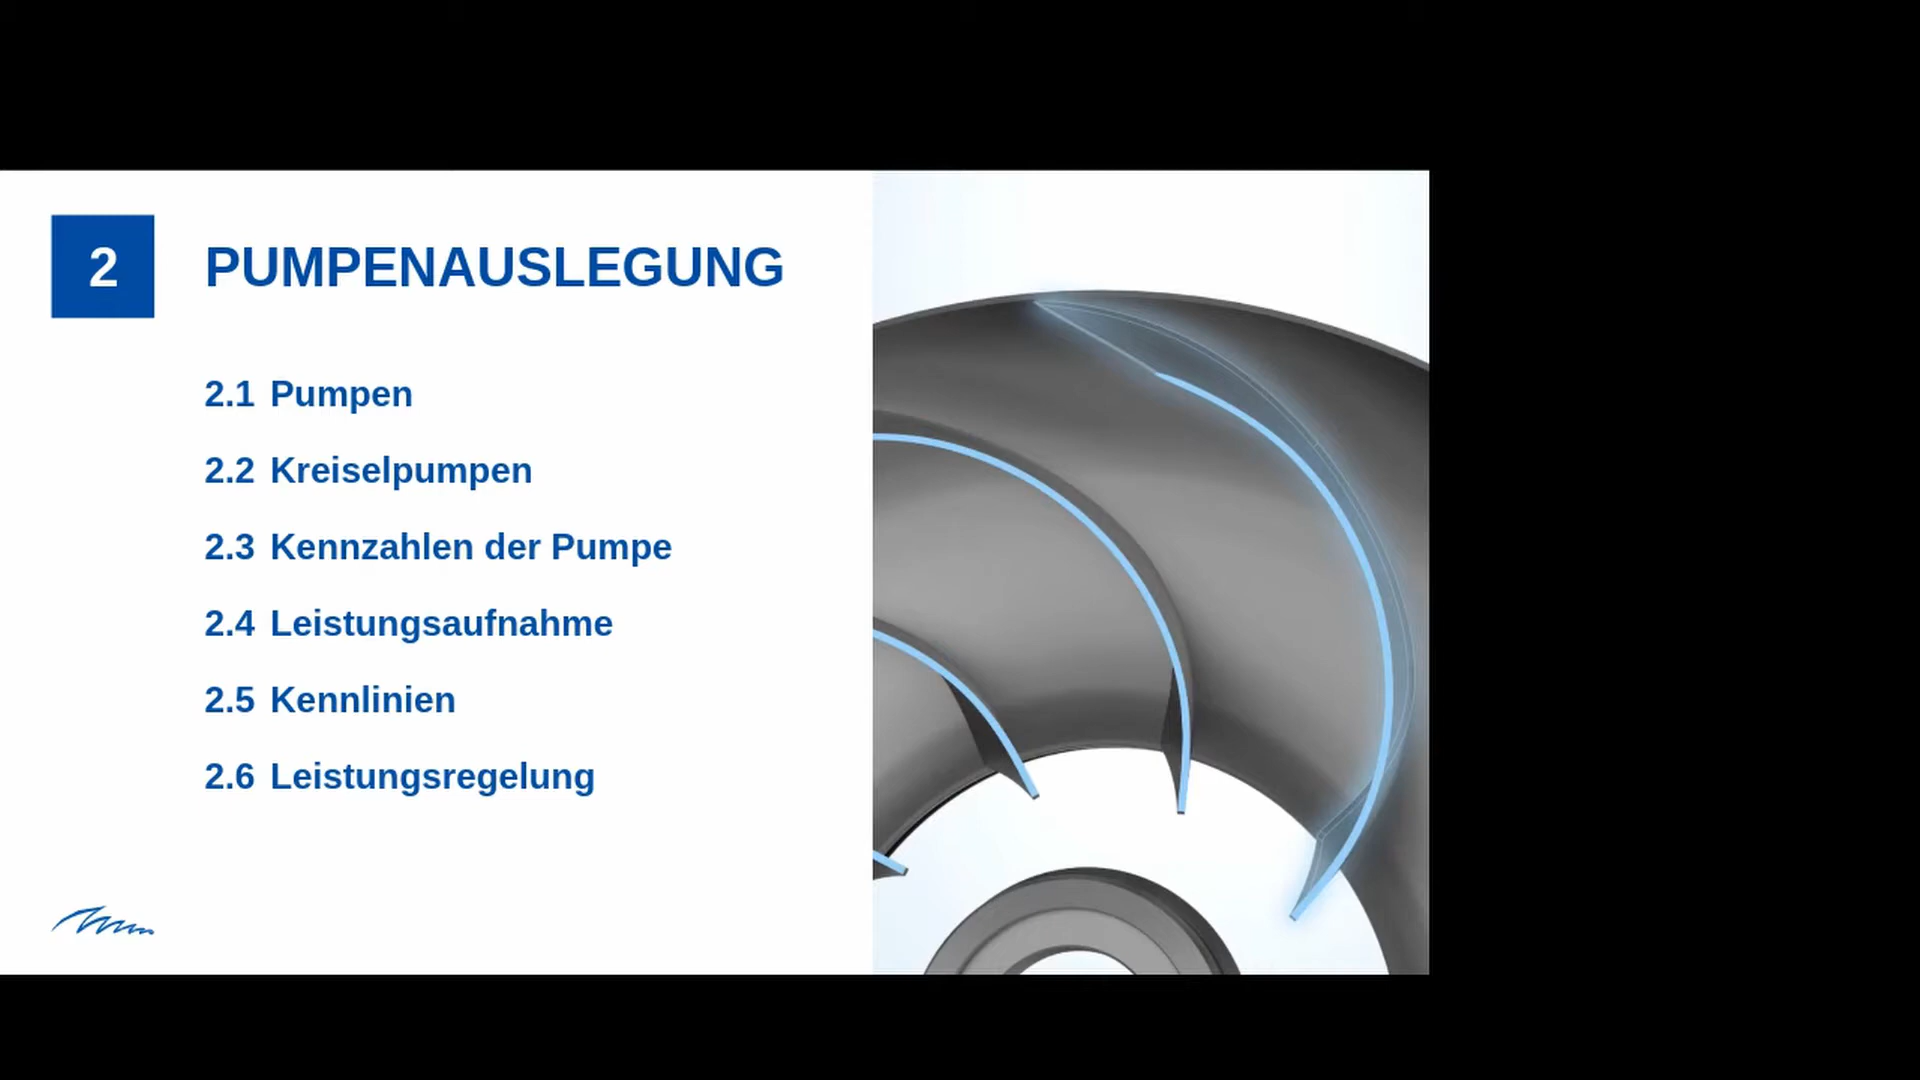 2 PUMPENAUSLEGUNG
2.1 Pumpen
2.2 Kreiselpumpen
2.3 Kennzahlen der Pumpe
2.4 Leistungsaufnahme
2.5 Kennlinien
2.6 Leistungsregelung